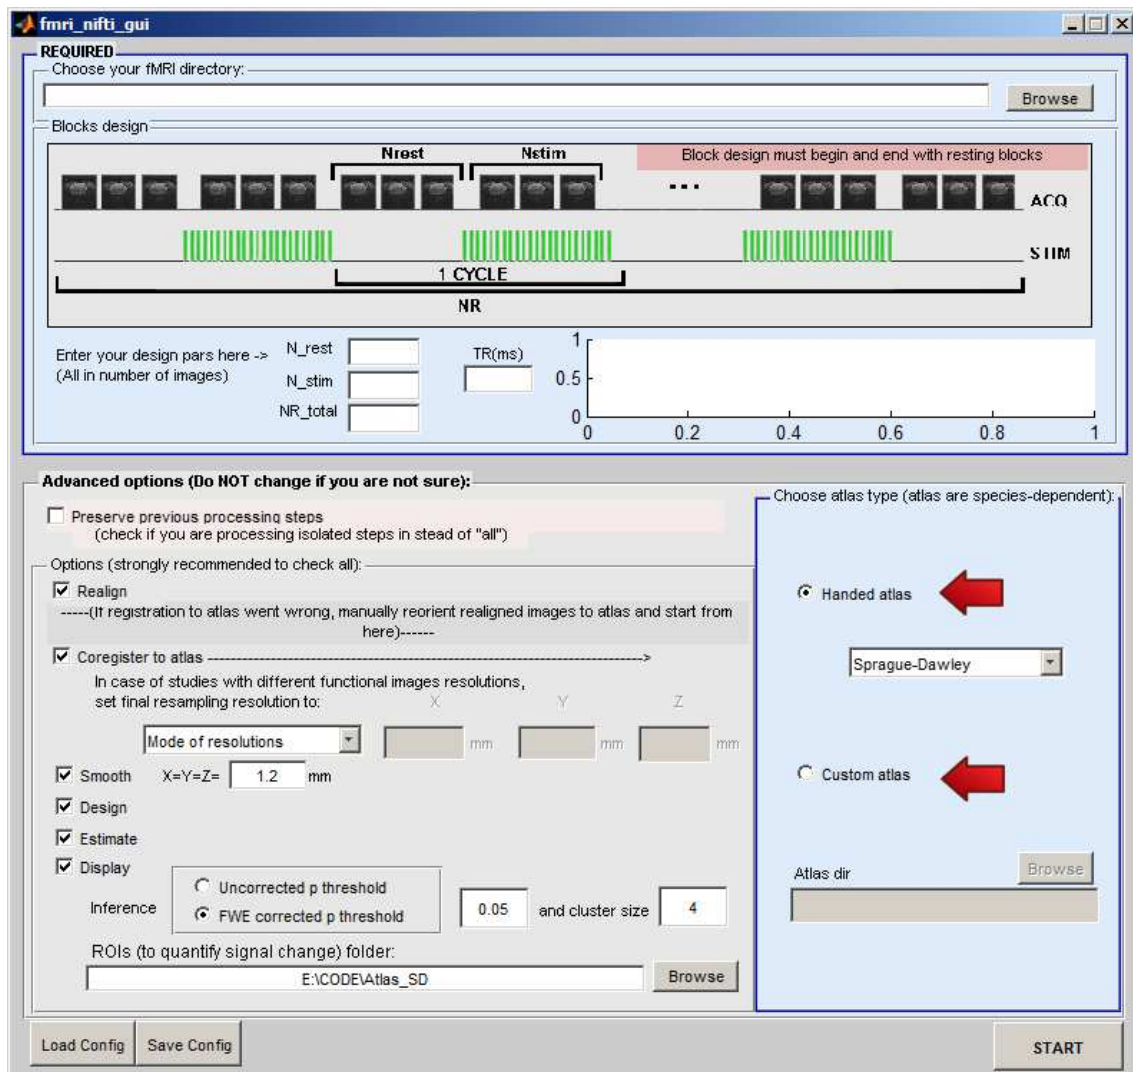 fmri_nifti_gui
REQUIRED
Choose your fMRI directory:
Browse
Blocks design
Nrest
Nstim
Block design must begin and end with resting blocks
...
ACQ
STIM
1 CYCLE
NR
Enter your design pars here ->
(All in number of images)
N_rest
N_stim
NR_total
TR(ms)
1
0.5
0
0 0.2 0.4 0.6 0.8 1
Advanced options (Do NOT change if you are not sure):
Preserve previous processing steps
(check if you are processing isolated steps in stead of "all")
Options (strongly recommended to check all):
Realign
-----(If registration to atlas went wrong, manually reorient realigned images to atlas and start from
here)------
Coregister to atlas ------------------------------------------------------------------------------>
In case of studies with different functional images resolutions,
set final resampling resolution to:
X Y Z
Mode of resolutions
mm mm mm
Smooth X=Y=Z= 1.2 mm
Design
Estimate
Display
Inference
Uncorrected p threshold
FWE corrected p threshold
0.05 and cluster size 4
ROIs (to quantify signal change) folder:
E:\CODE\Atlas_SD
Browse
Choose atlas type (atlas are species-dependent):
Handed atlas
Sprague-Dawley
Custom atlas
Atlas dir
Browse
Load Config
Save Config
START